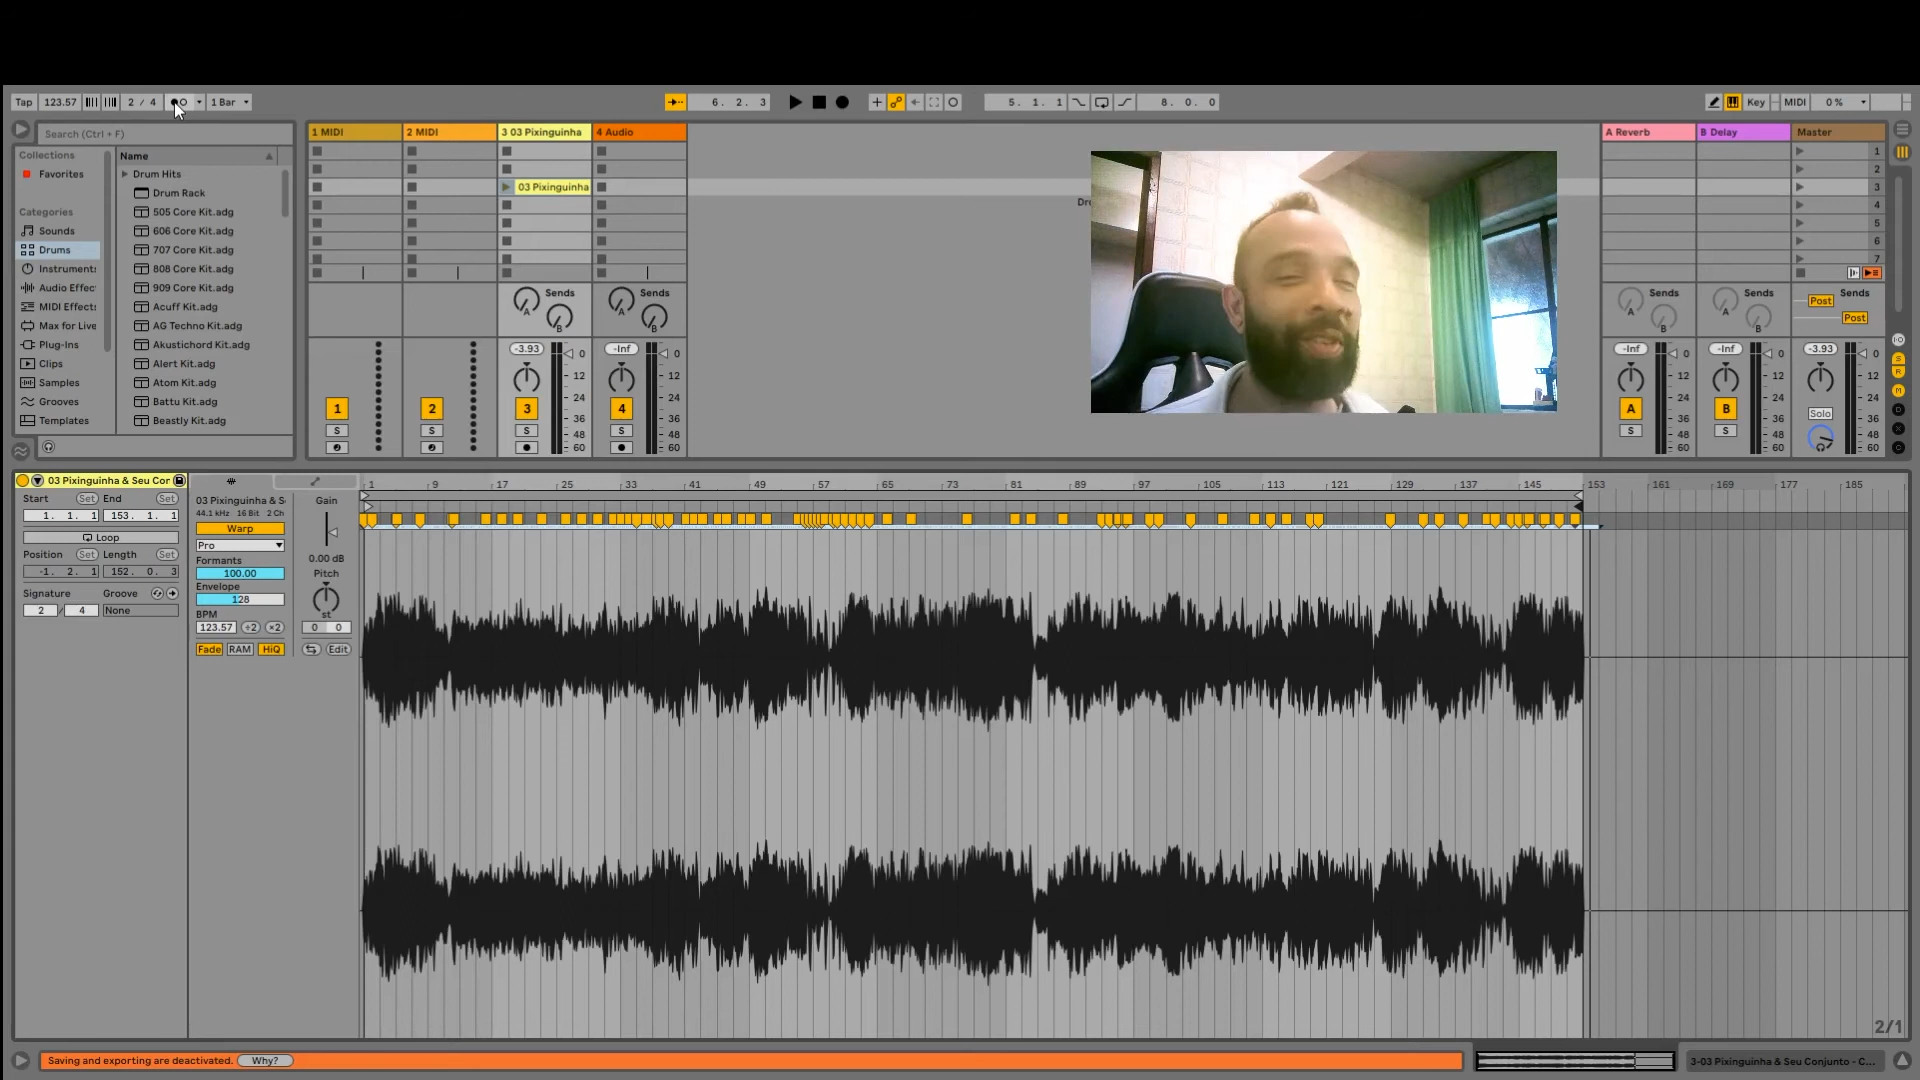 Tap 123.57 2 / 4 1 Bar 6. 2. 3 5. 1. 1 8. 0. 0 Key MIDI 0 %
Search (Ctrl + F)
Collections
Favorites
Categories
Sounds
Drums
Instrument
Audio Effec
MIDI Effect
Max for Live
Plug-Ins
Clips
Samples
Grooves
Templates
Name
Drum Hits
Drum Rack
505 Core Kit.adg
606 Core Kit.adg
707 Core Kit.adg
808 Core Kit.adg
909 Core Kit.adg
Acuff Kit.adg
AG Techno Kit.adg
Akustichord Kit.adg
Alert Kit.adg
Atom Kit.adg
Battu Kit.adg
Beastly Kit.adg
1 MIDI 2 MIDI 3 03 Pixinguinha 4 Audio
03 Pixinguinha
Dr
Sends Sends
A B A B
-3.93 -Inf
0 12 24 36 48 60
0 12 24 36 48 60
1 2 3 4
S S S S
A Reverb B Delay Master
1
2
3
4
5
6
7
Sends Sends Sends
A B A B Post Post
-Inf -Inf -3.93
0 12 24 36 48 60
0 12 24 36 48 60
0 12 24 36 48 60
A B Solo
S S
S
R
M
D
X
C
03 Pixinguinha & Seu Cor
Start Set End Set
1. 1. 1 153. 1. 1
Loop
Position Set Length Set
-1. 2. 1 152. 0. 3
Signature Groove
2 / 4 None
03 Pixinguinha & S
44.1 kHz 16 Bit 2 Ch
Warp
Pro
Formants
100.00
Envelope
128
BPM
123.57 ÷2 ×2
Fade RAM HiQ
Gain
0.00 dB
Pitch
st
0 0
Edit
1 9 17 25 33 41 49 57 65 73 81 89 97 105 113 121 129 137 145 153 161 169 177 185
2/1
Saving and exporting are deactivated. Why?
3-03 Pixinguinha & Seu Conjunto - C...